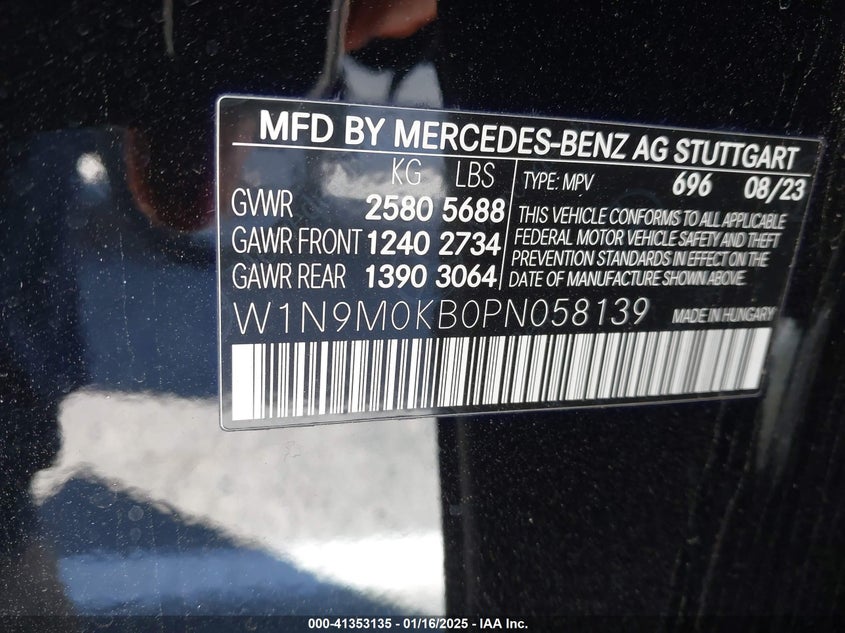 MFD BY MERCEDES-BENZ AG STUTTGART
KG LBS
GVWR 2580 5688
GAWR FRONT 1240 2734
GAWR REAR 1390 3064
TYPE: MPV 696 08/23
THIS VEHICLE CONFORMS TO ALL APPLICABLE
FEDERAL MOTOR VEHICLE SAFETY AND THEFT
PREVENTION STANDARDS IN EFFECT ON THE
DATE OF MANUFACTURE SHOWN ABOVE.
W1N9M0KB0PN058139 MADE IN HUNGARY
000-41353135 - 01/16/2025 - IAA Inc.